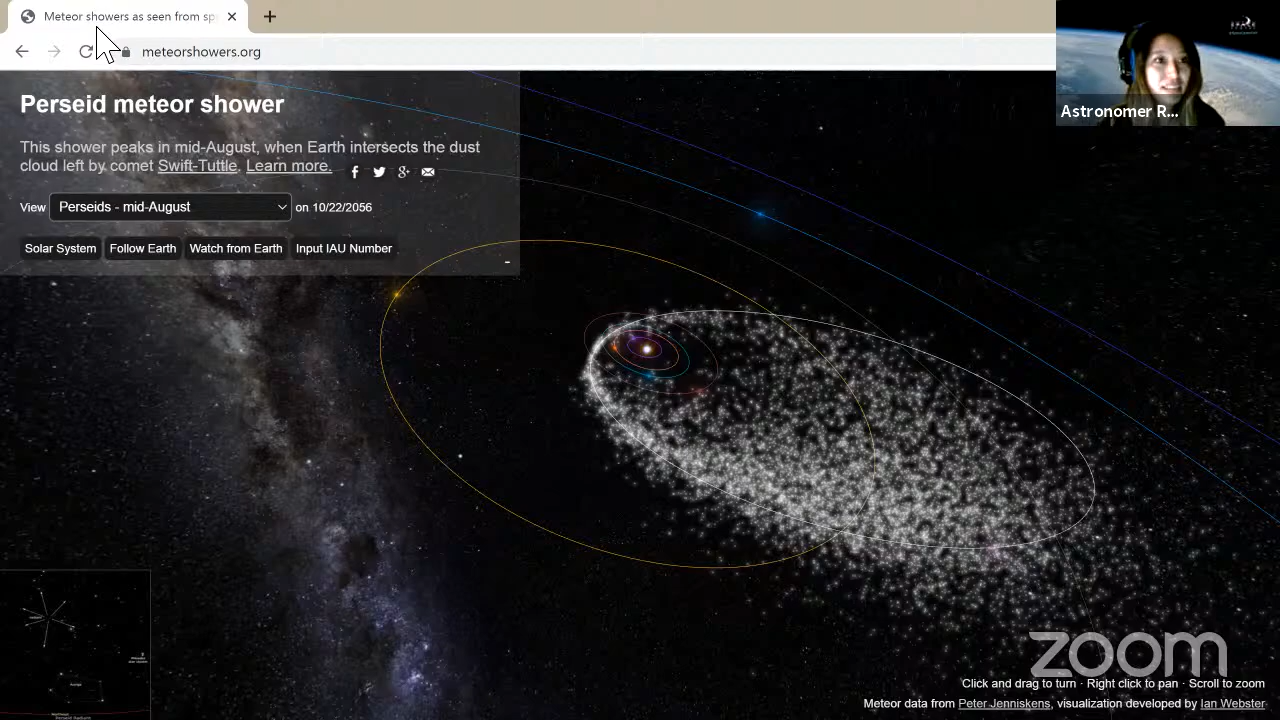 Meteor showers as seen from sp
meteorshowers.org
Astronomer R...
Perseid meteor shower
This shower peaks in mid-August, when Earth intersects the dust
cloud left by comet Swift-Tuttle. Learn more.
View Perseids - mid-August on 10/22/2056
Solar System Follow Earth Watch from Earth Input IAU Number
zoom
Click and drag to turn · Right click to pan · Scroll to zoom
Meteor data from Peter Jenniskens, visualization developed by Ian Webster